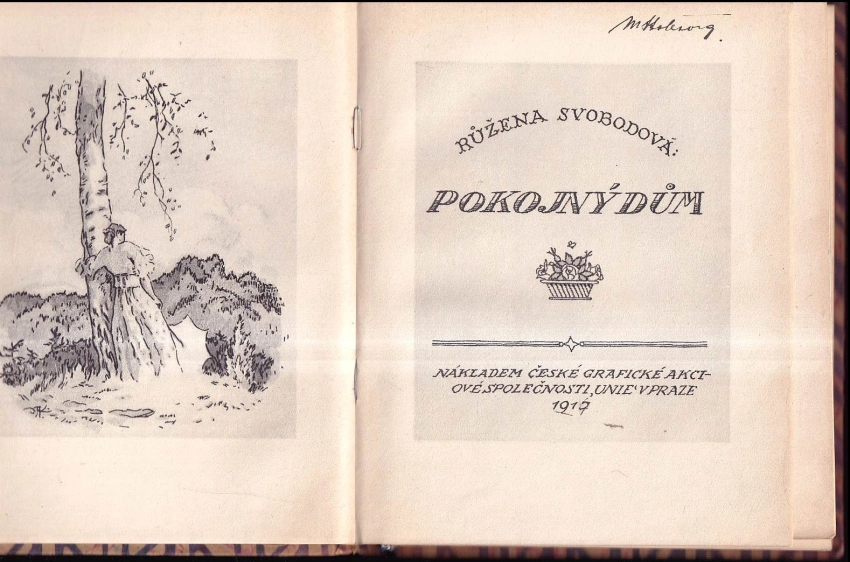 RŮŽENA SVOBODOVÁ:
POKOJNÝ DŮM
NÁKLADEM ČESKÉ GRAFICKÉ AKCI-
OVÉ SPOLEČNOSTI ‚UNIE‘ V PRAZE
1917